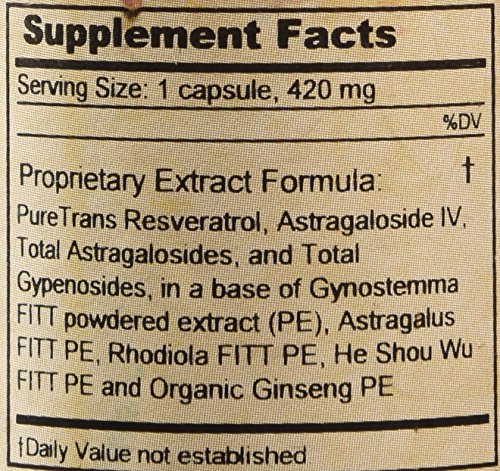 Supplement Facts
Serving Size: 1 capsule, 420 mg
%DV
Proprietary Extract Formula: †
PureTrans Resveratrol, Astragaloside IV,
Total Astragalosides, and Total
Gypenosides, in a base of Gynostemma
FITT powdered extract (PE), Astragalus
FITT PE, Rhodiola FITT PE, He Shou Wu
FITT PE and Organic Ginseng PE
†Daily Value not established